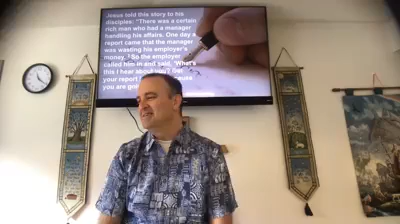 Jesus told this story to his
disciples: "There was a certain
rich man who had a manager
handling his affairs. One day a
report came that the manager
was wasting his employer's
money. So the employer
called him in and said, 'What's
this I hear about you? Get
your report
you are